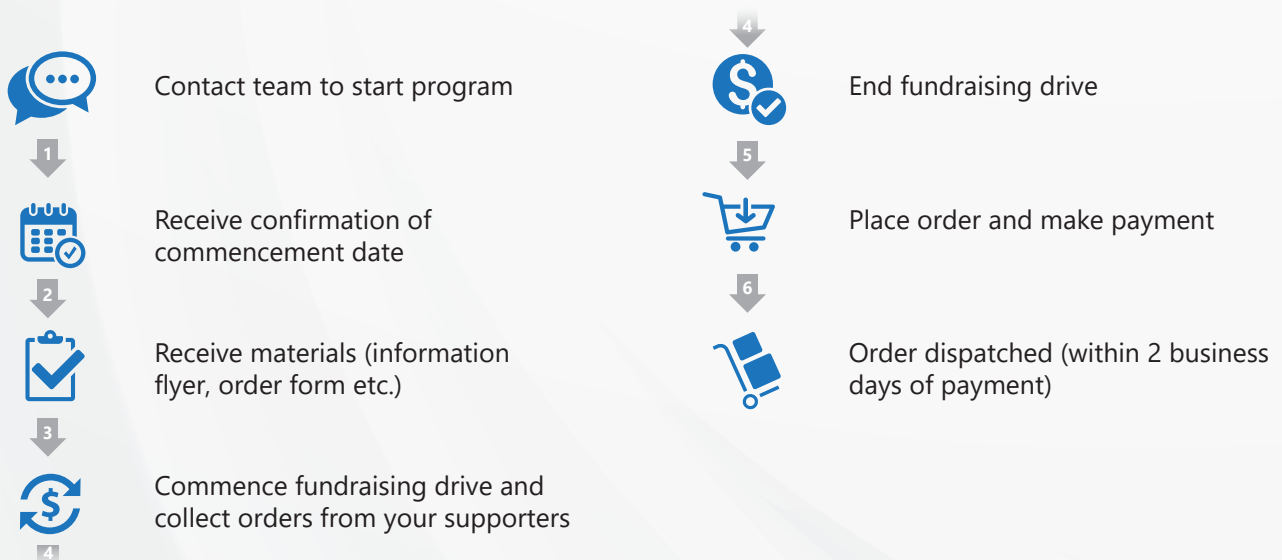 Contact team to start program
1
Receive confirmation of
commencement date
2
Receive materials (information
flyer, order form etc.)
3
Commence fundraising drive and
collect orders from your supporters
4
4
End fundraising drive
5
Place order and make payment
6
Order dispatched (within 2 business
days of payment)